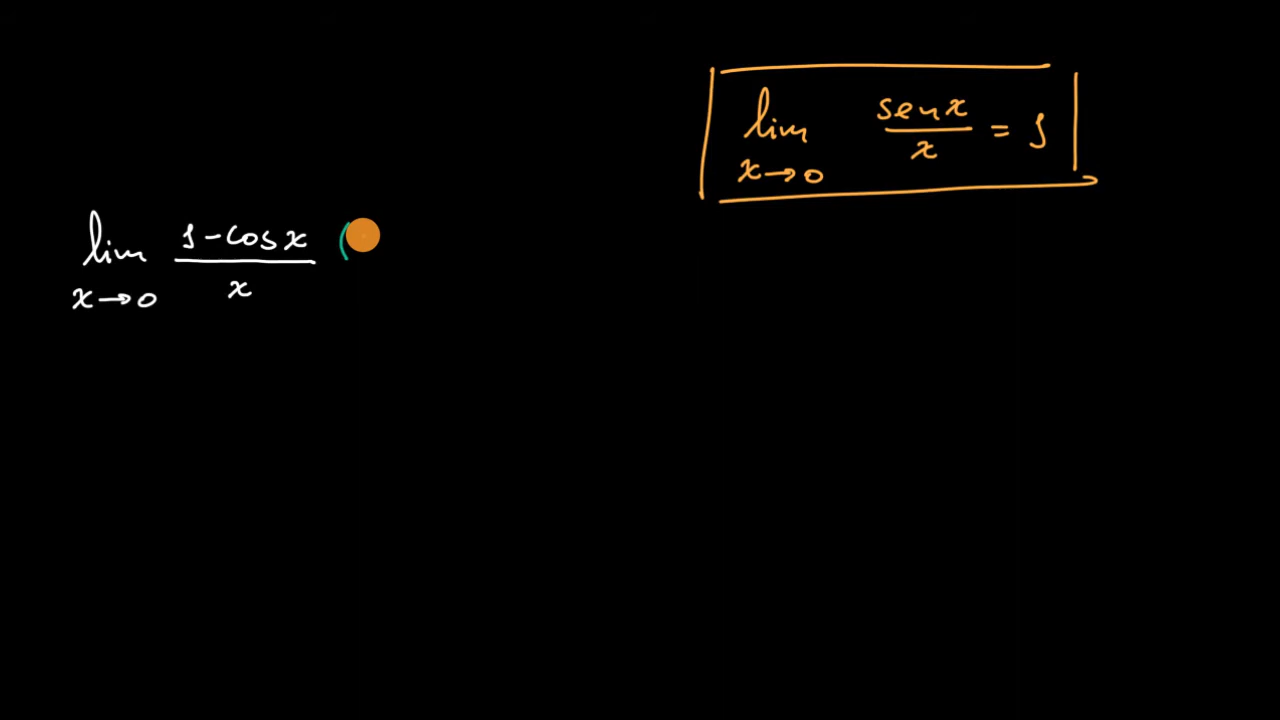 lim sen x / x = 1
x→0
lim 1 - cos x / x (
x→0